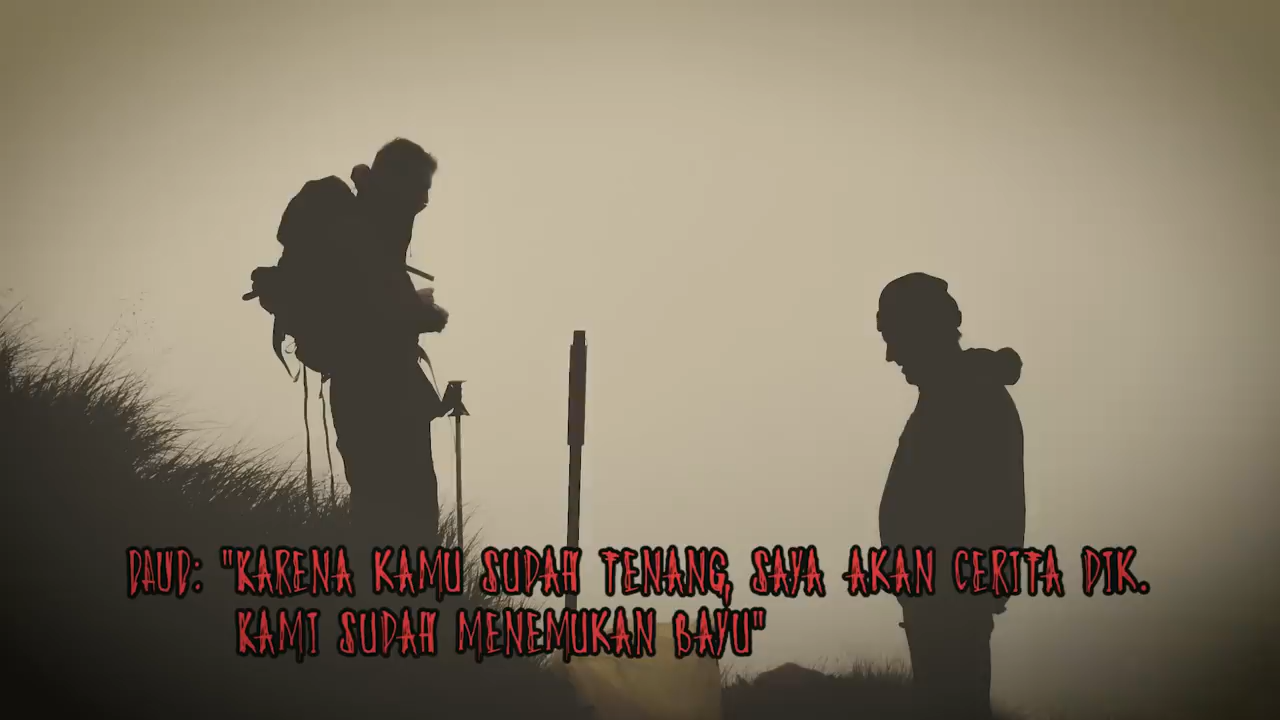 DAUD: "KARENA KAMU SUDAH TENANG, SAYA AKAN CERITA DIK.
KAMI SUDAH MENEMUKAN BAYU"